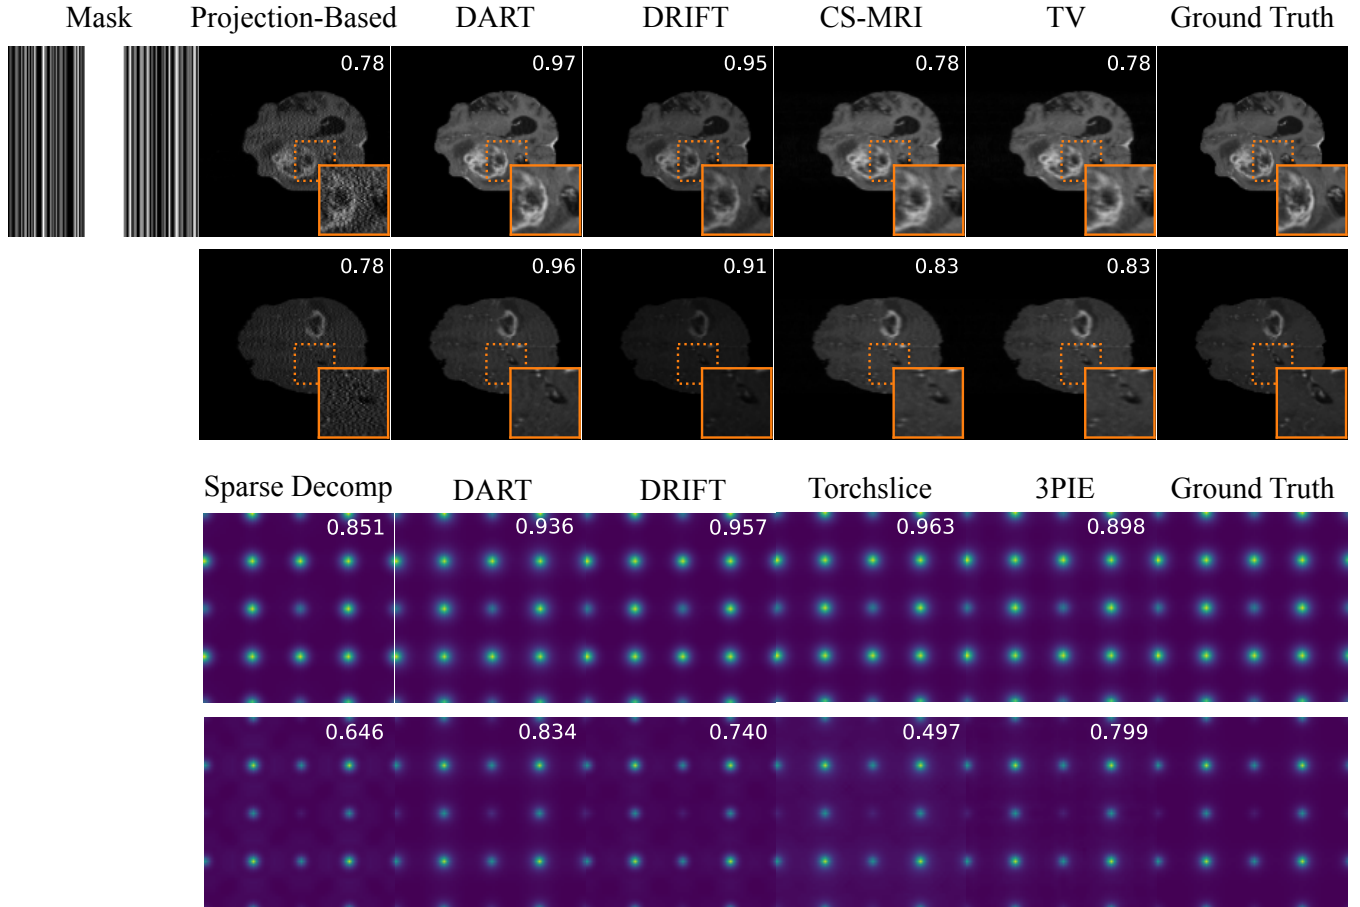 Mask Projection-Based DART DRIFT CS-MRI TV Ground Truth
0.78 0.97 0.95 0.78 0.78
0.78 0.96 0.91 0.83 0.83
Sparse Decomp DART DRIFT Torchslice 3PIE Ground Truth
0.851 0.936 0.957 0.963 0.898
0.646 0.834 0.740 0.497 0.799